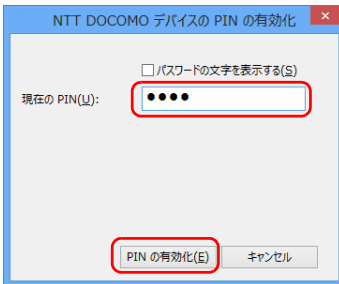 NTT DOCOMO デバイスの PIN の有効化
パスワードの文字を表示する(S)
現在の PIN(U):
●●●●
PIN の有効化(E)
キャンセル